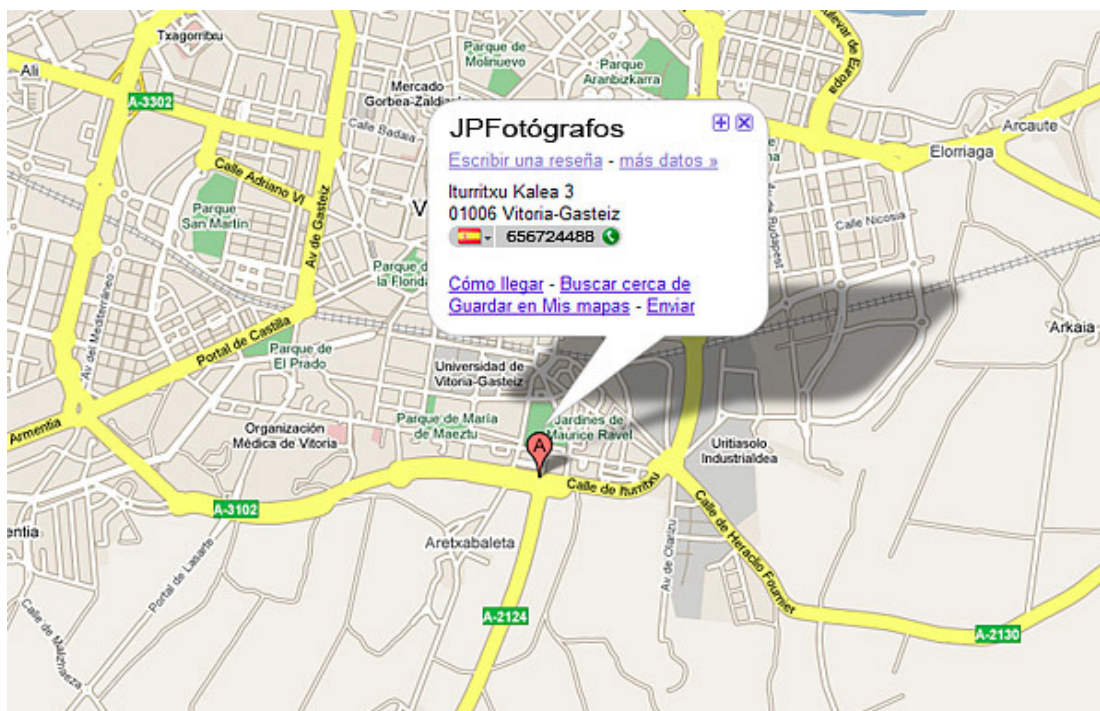 Txagorritxu
Ali
A-3302
Parque de
Molinuevo
Parque
Aranbizkarra
Mercado
Calle Badaia
Arcaute
Elorriaga
JPFotógrafos
Escribir una reseña - más datos »
Iturritxu Kalea 3
01006 Vitoria-Gasteiz
656724488
Cómo llegar - Buscar cerca de
Guardar en Mis mapas - Enviar
Calle Adriano VI
Av de Gasteiz
Parque
San Martín
Calle Nicosia
la Florida
Av del Mediterráneo
Portal de Castilla
Parque de
El Prado
Arkaia
Universidad de
Vitoria-Gasteiz
Armentia
Organización
Médica de Vitoria
Parque de María
de Maeztu
Jardines de
Maurice Ravel
A
Uritiasolo
Industrialdea
Calle de Iturritxu
A-3102
Aretxabaleta
Portal de Lasarte
Av de Olarizu
Calle de Heraclio Fournier
A-2124
A-2130